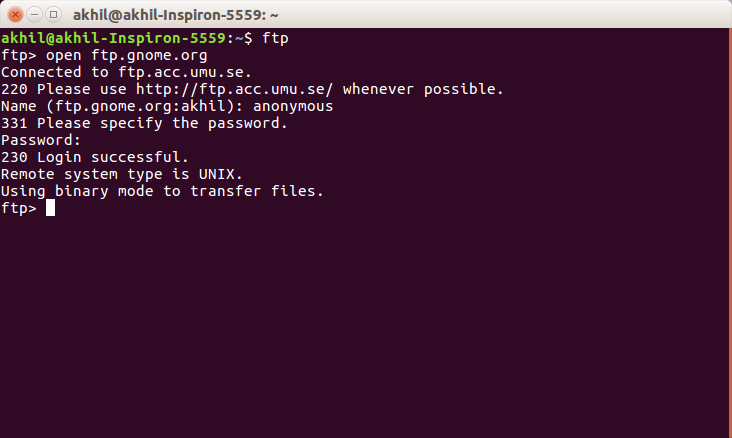 akhil@akhil-Inspiron-5559: ~
akhil@akhil-Inspiron-5559:~$ ftp
ftp> open ftp.gnome.org
Connected to ftp.acc.umu.se.
220 Please use http://ftp.acc.umu.se/ whenever possible.
Name (ftp.gnome.org:akhil): anonymous
331 Please specify the password.
Password:
230 Login successful.
Remote system type is UNIX.
Using binary mode to transfer files.
ftp>